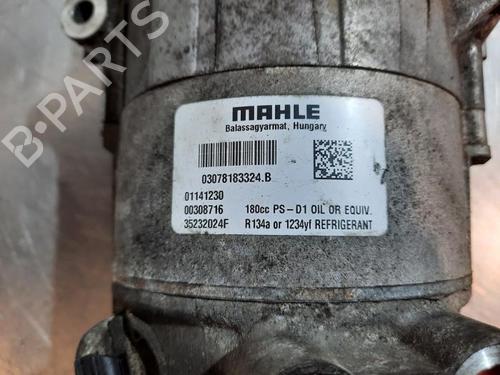 B-PARTS
MAHLE
Balassagyarmat, Hungary
03078183324.B
01141230
00308716 180cc PS-D1 OIL OR EQUIV.
35232024F R134a or 1234yf REFRIGERANT